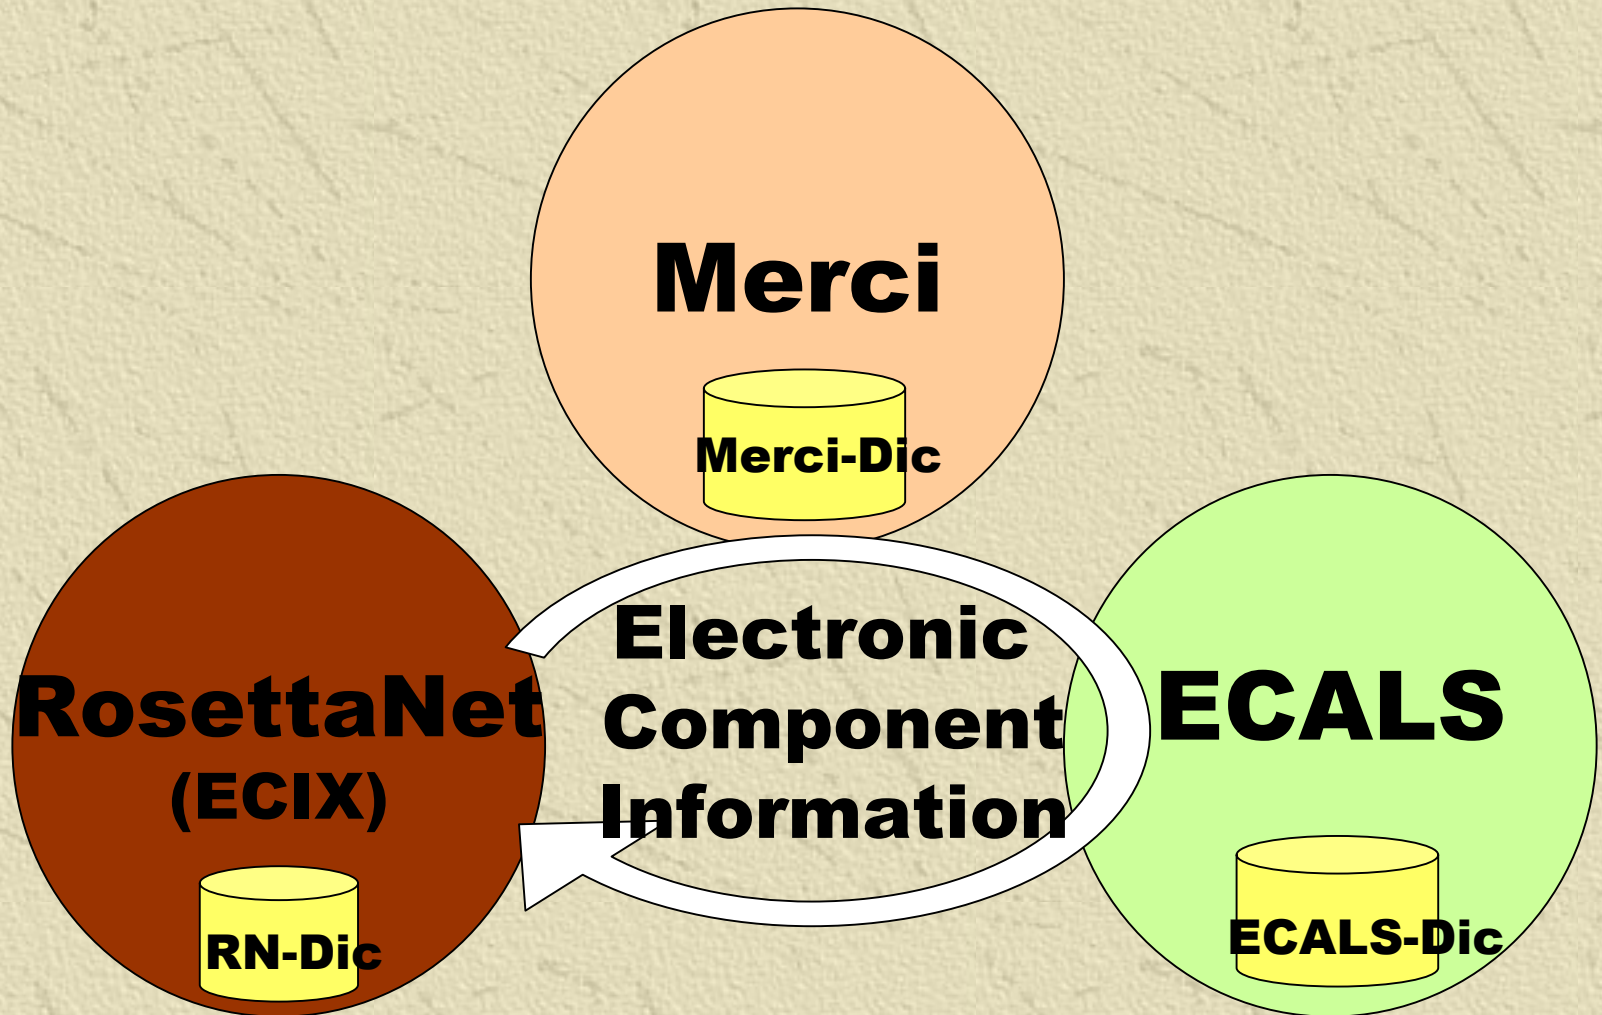 Merci
Merci-Dic
Electronic
Component
Information
RosettaNet
(ECIX)
RN-Dic
ECALS
ECALS-Dic